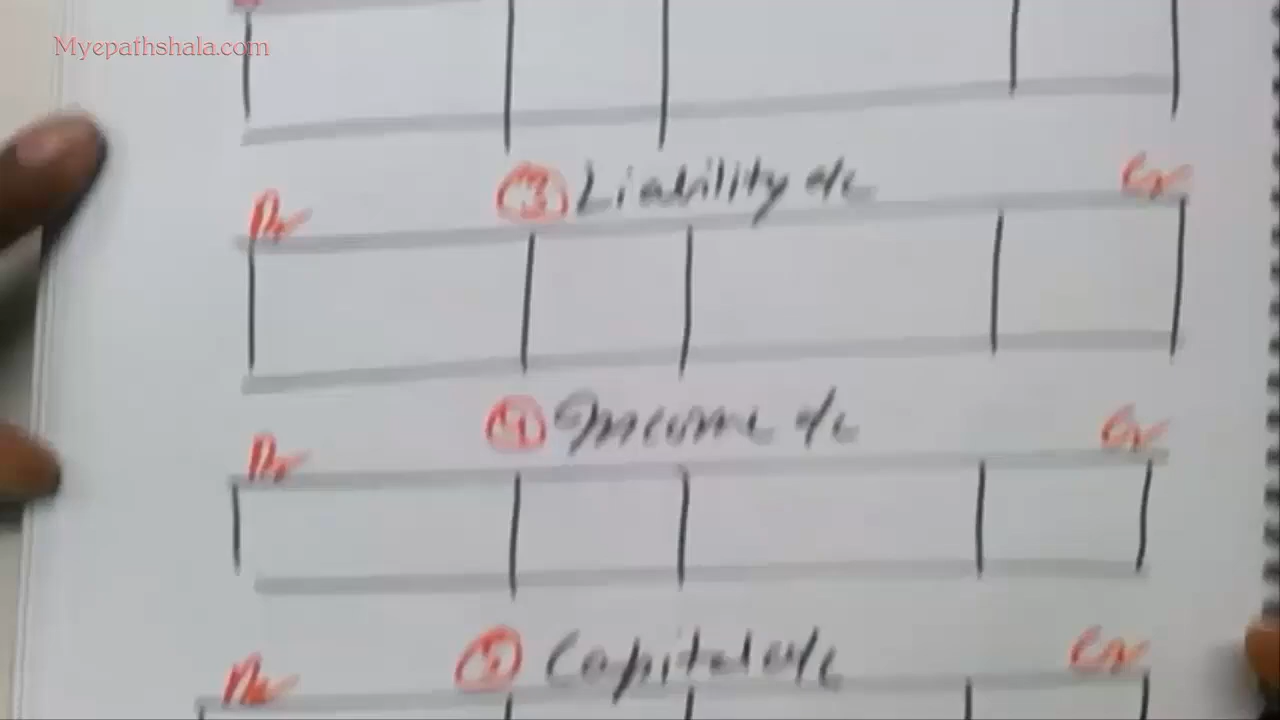 Myepathshala.com
③ Liability a/c
Dr Cr
④ Income a/c
Dr Cr
⑤ Capital a/c
Dr Cr